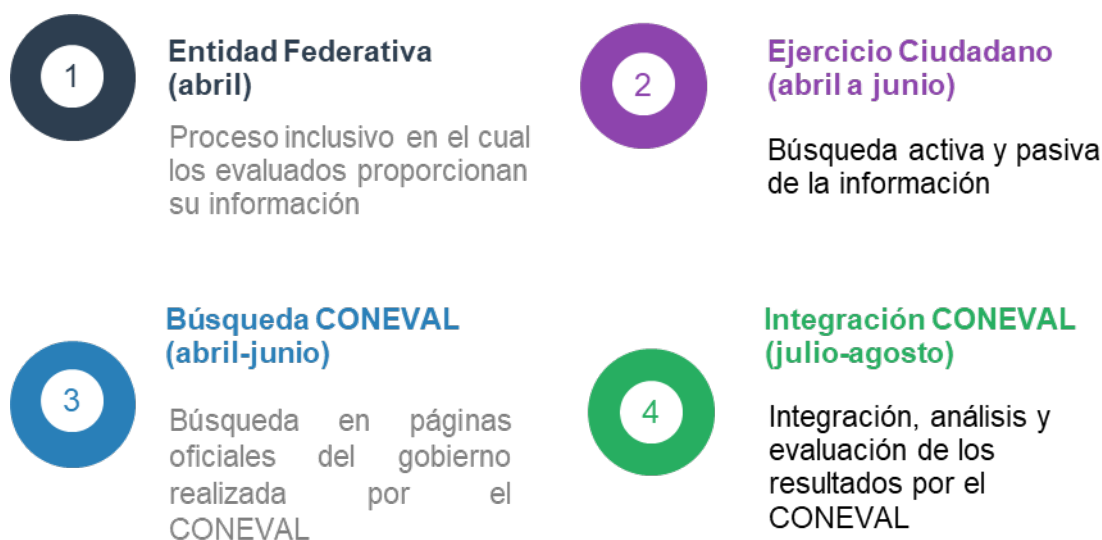 1
Entidad Federativa
(abril)
Proceso inclusivo en el cual
los evaluados proporcionan
su información
2
Ejercicio Ciudadano
(abril a junio)
Búsqueda activa y pasiva
de la información
3
Búsqueda CONEVAL
(abril-junio)
Búsqueda en páginas
oficiales del gobierno
realizada por el
CONEVAL
4
Integración CONEVAL
(julio-agosto)
Integración, análisis y
evaluación de los
resultados por el
CONEVAL